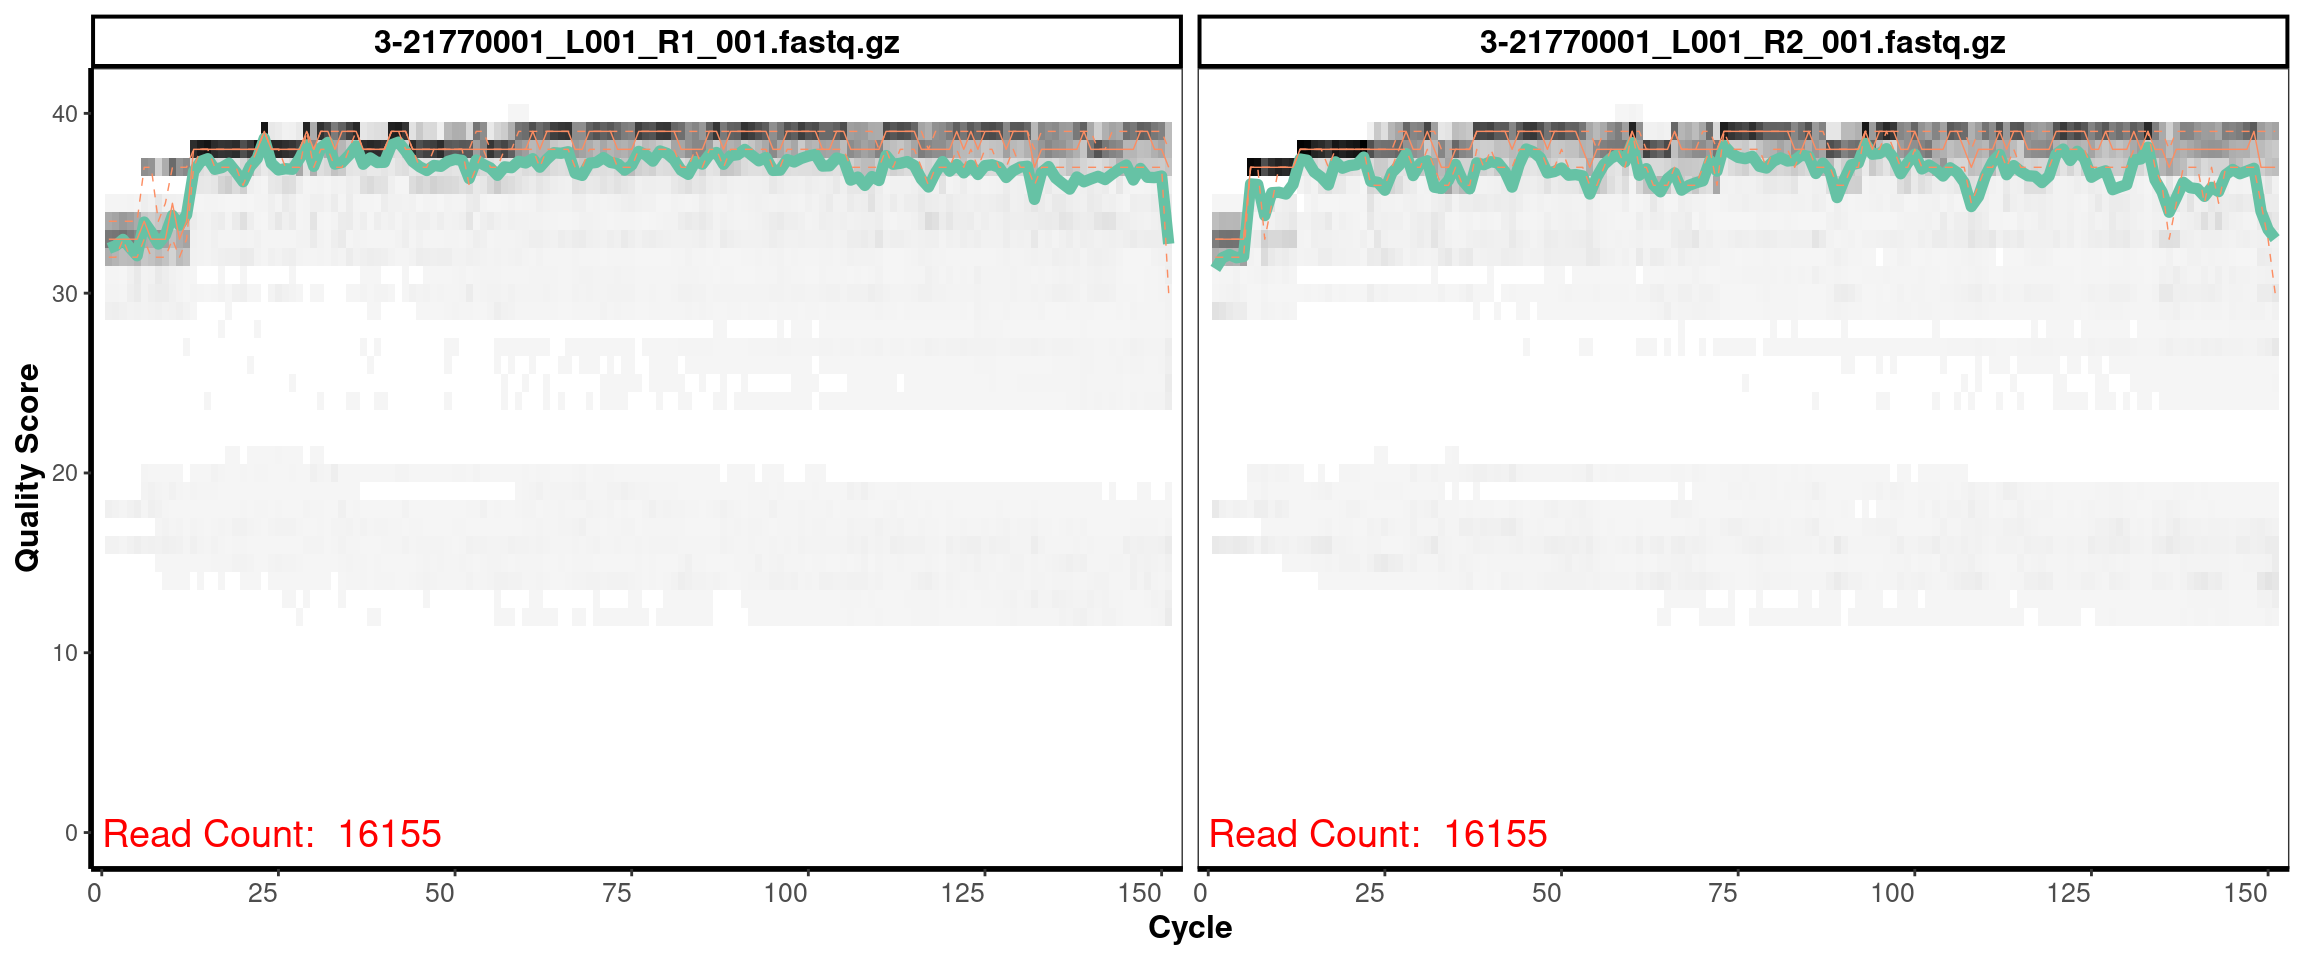 3-21770001_L001_R1_001.fastq.gz
3-21770001_L001_R2_001.fastq.gz
Quality Score
40
30
20
10
0
Read Count: 16155
Read Count: 16155
0 25 50 75 100 125 150
0 25 50 75 100 125 150
Cycle